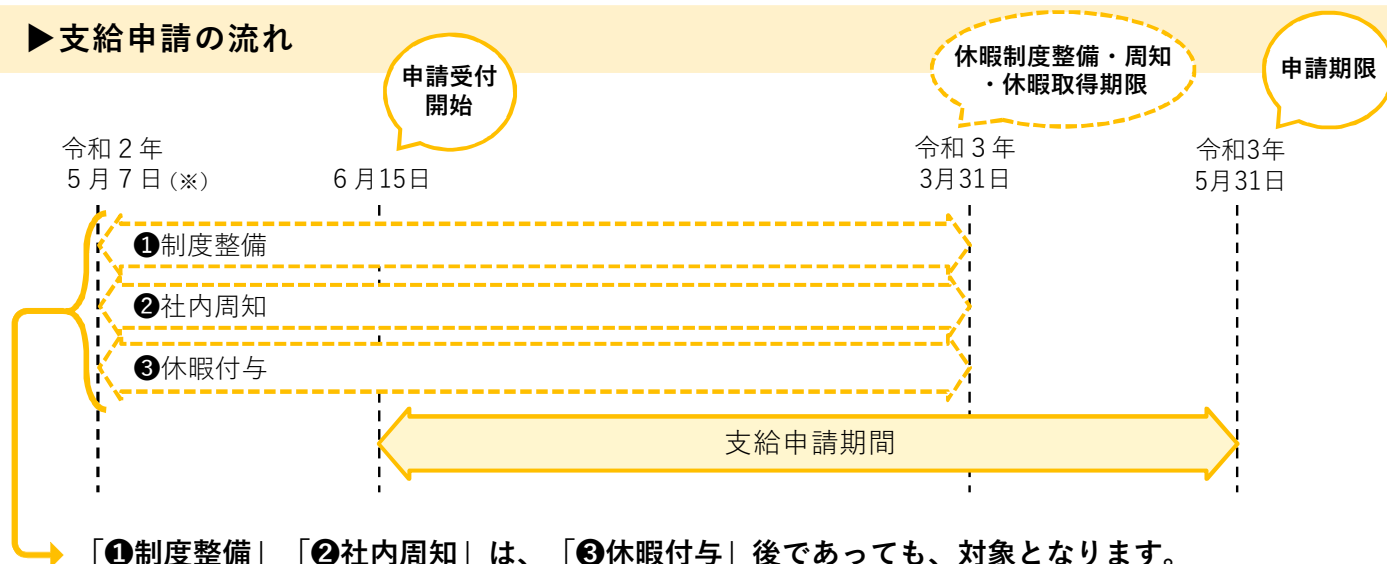 ▶支給申請の流れ
申請受付
開始
休暇制度整備・周知
・休暇取得期限
申請期限
令和２年
５月７日(※)
６月15日
令和３年
3月31日
令和3年
5月31日
❶制度整備
❷社内周知
❸休暇付与
支給申請期間
「❶制度整備」「❷社内周知」は、「❸休暇付与」後であっても、対象となります。